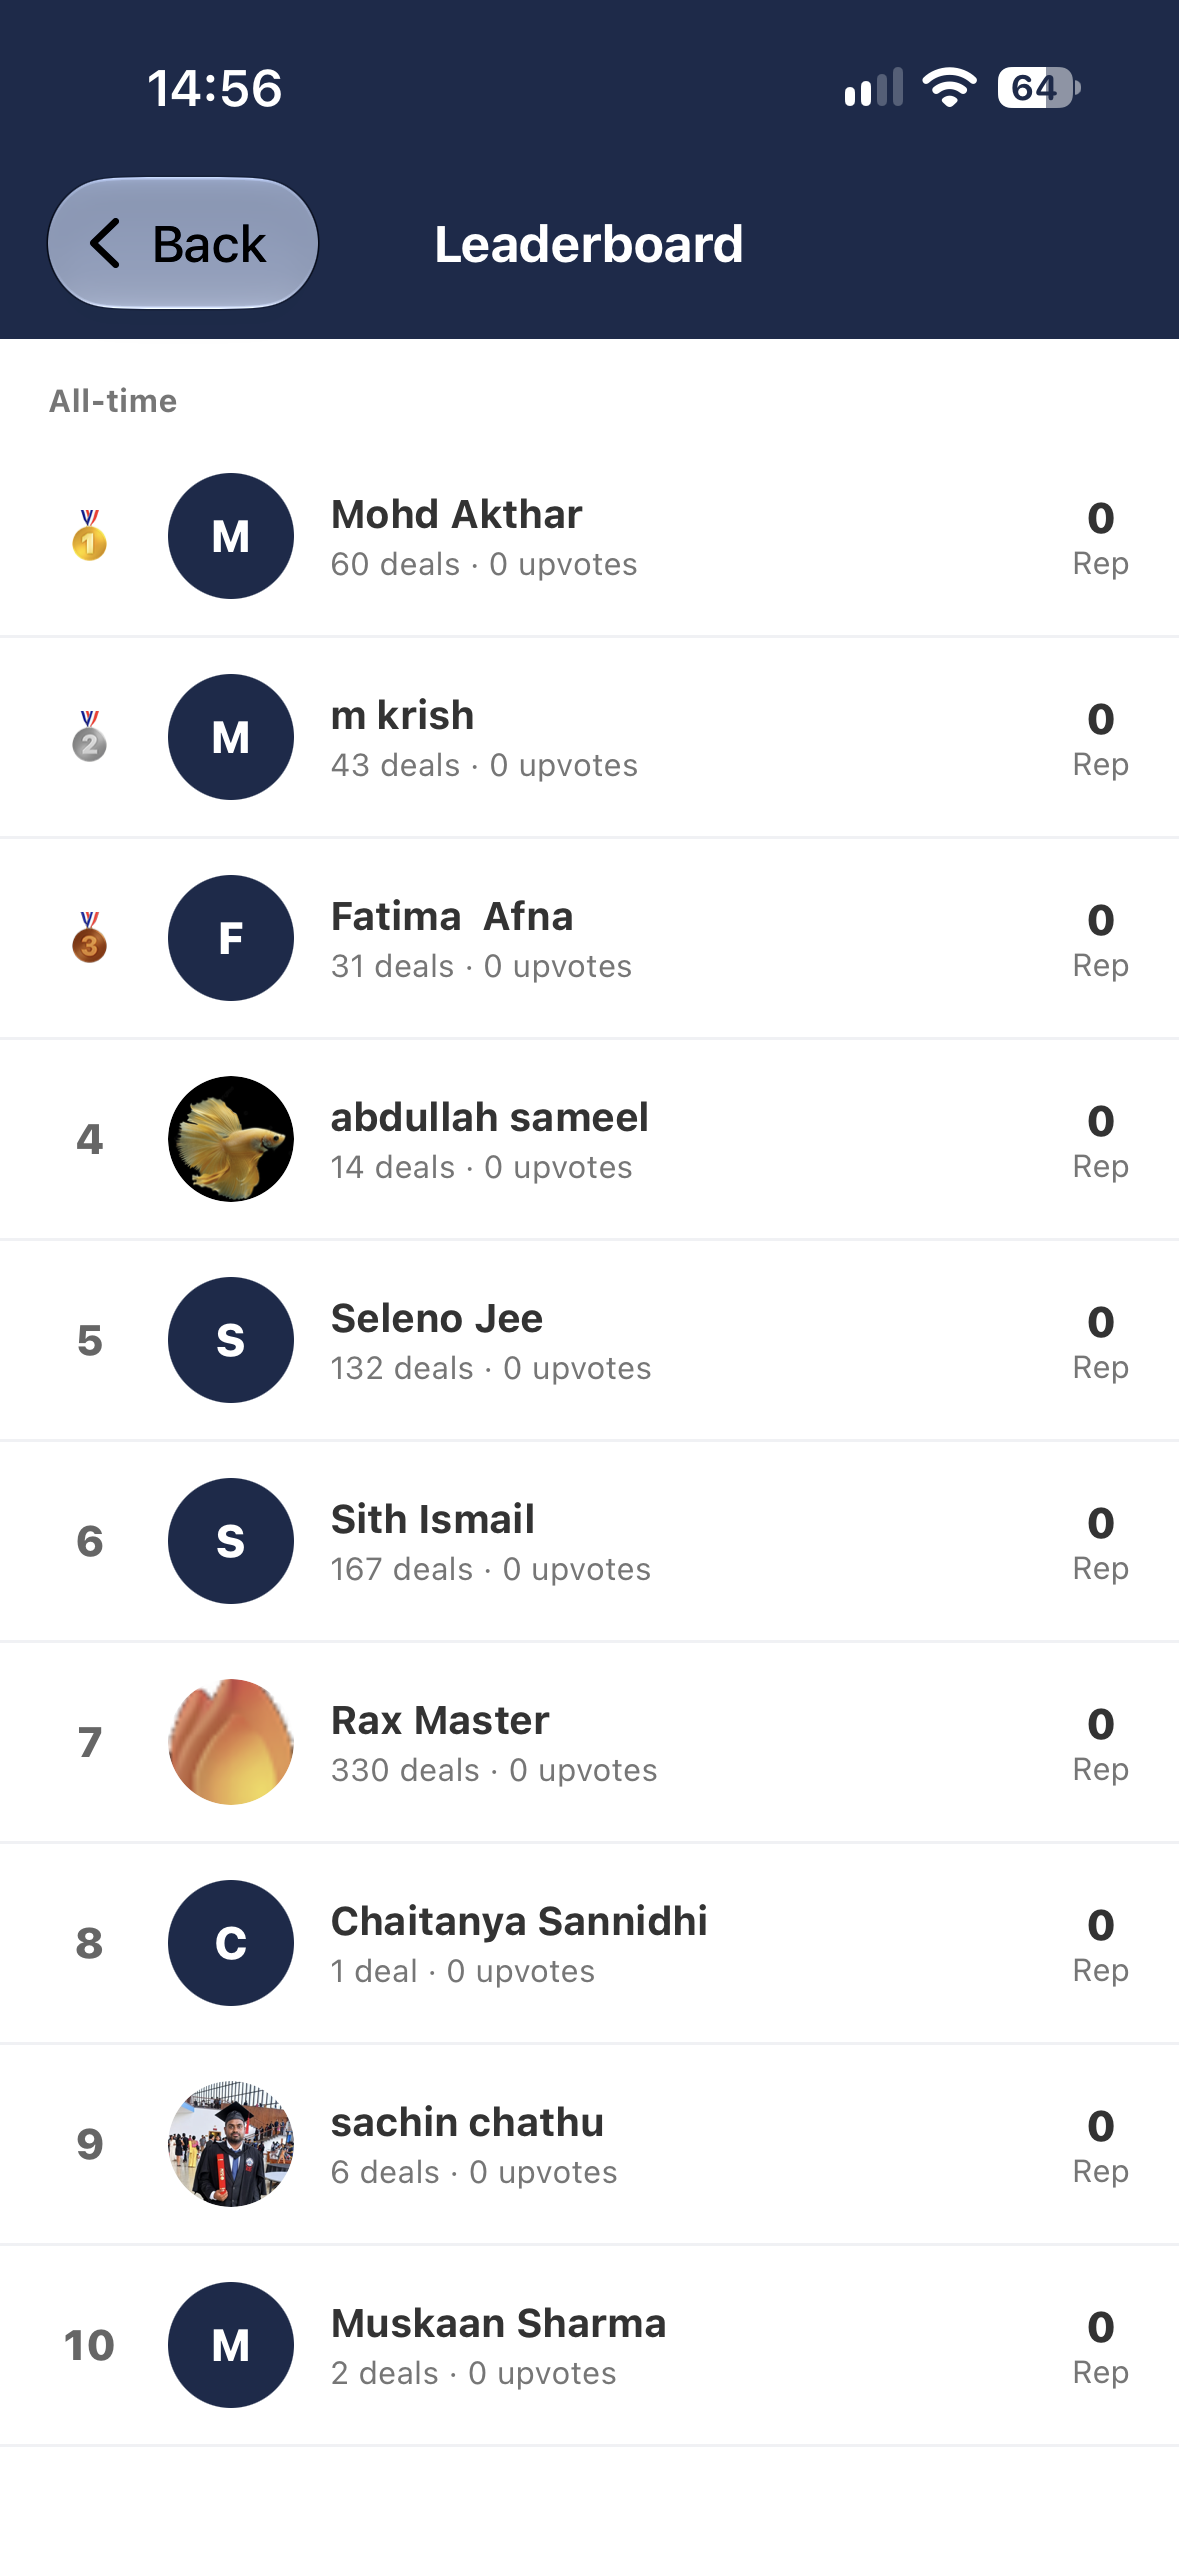 14:56
64
Back
Leaderboard
All-time
1
M
Mohd Akthar
60 deals · 0 upvotes
0
Rep
2
M
m krish
43 deals · 0 upvotes
0
Rep
3
F
Fatima  Afna
31 deals · 0 upvotes
0
Rep
4
abdullah sameel
14 deals · 0 upvotes
0
Rep
5
S
Seleno Jee
132 deals · 0 upvotes
0
Rep
6
S
Sith Ismail
167 deals · 0 upvotes
0
Rep
7
Rax Master
330 deals · 0 upvotes
0
Rep
8
C
Chaitanya Sannidhi
1 deal · 0 upvotes
0
Rep
9
sachin chathu
6 deals · 0 upvotes
0
Rep
10
M
Muskaan Sharma
2 deals · 0 upvotes
0
Rep